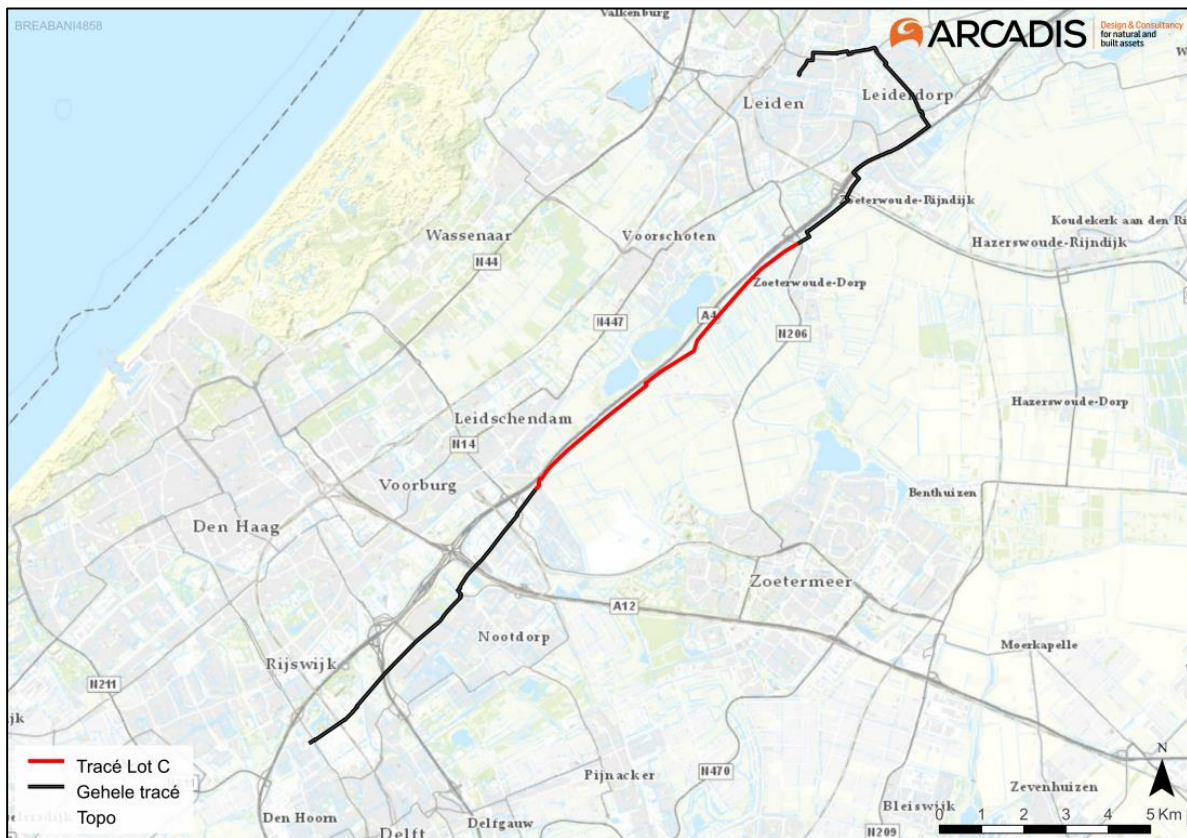 BREABANI4858
Valkenburg
ARCADIS
Design & Consultancy
for natural and
built assets
Leiden
Leiderdorp
Zoeterwoude-Rijndijk
Koudekerk aan den Ri
Wassenaar
Voorschoten
Hazerswoude-Rijndijk
N44
Zoeterwoude-Dorp
A4
N447
N206
Hazerswoude-Dorp
Leidschendam
N14
Voorburg
Benthuizen
Den Haag
Zoetermeer
A12
Nootdorp
Moerkapelle
Rijswijk
N211
ijk
Tracé Lot C
Gehele tracé
Topo
Pijnacker
N470
Zevenhuizen
N
Bleiswijk
Den Hoorn
Delft
Delfgauw
N209
0 1 2 3 4 5 Km